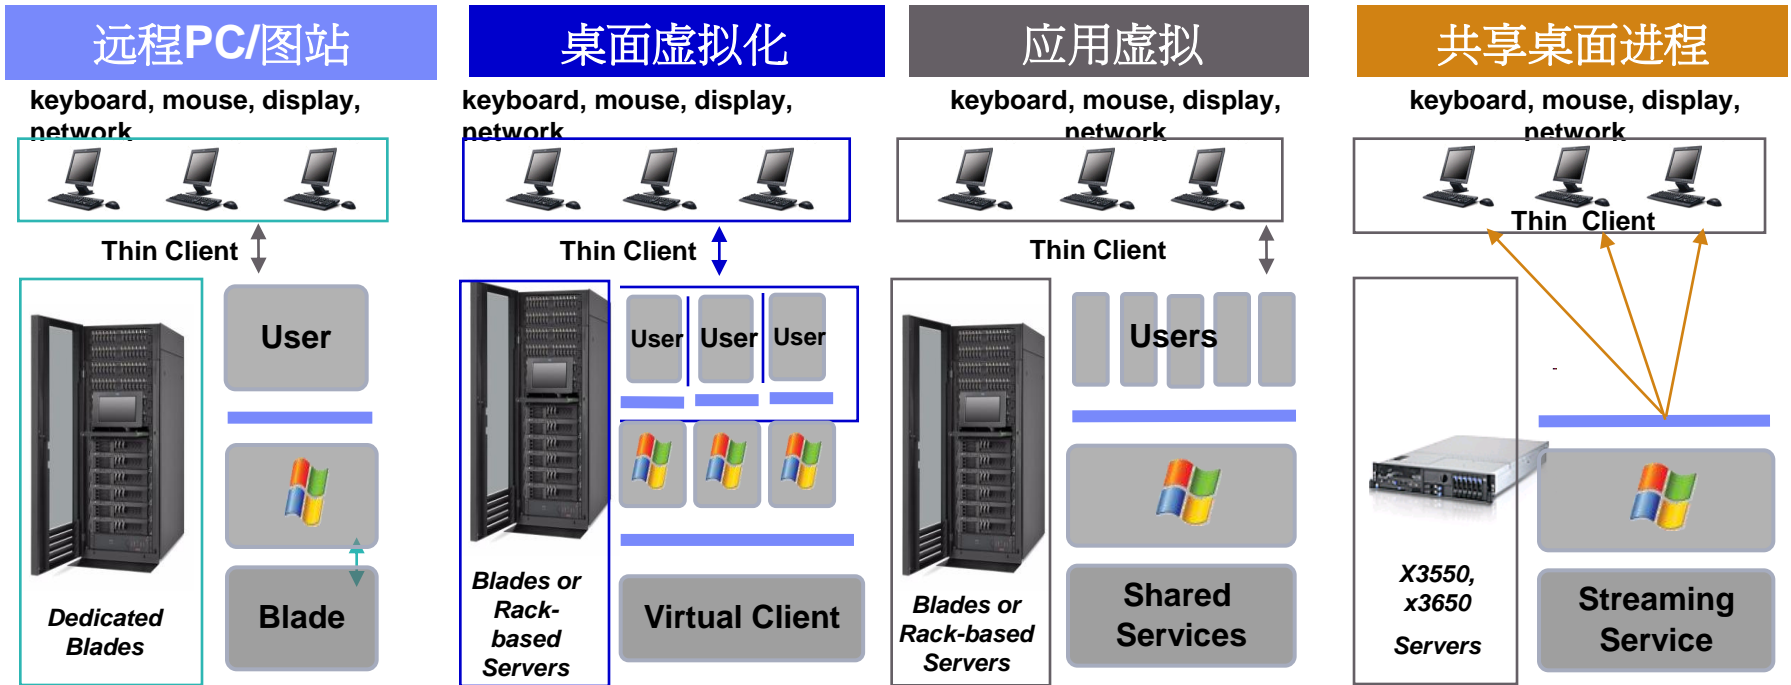 远程PC/图站
keyboard, mouse, display,
network
Thin Client
User
Blade
Dedicated
Blades
桌面虚拟化
keyboard, mouse, display,
network
Thin Client
User
User
User
Virtual Client
Blades or
Rack-
based
Servers
应用虚拟
keyboard, mouse, display,
network
Thin Client
Users
Shared
Services
Blades or
Rack-based
Servers
共享桌面进程
keyboard, mouse, display,
network
Thin Client
X3550,
x3650
Servers
Streaming
Service